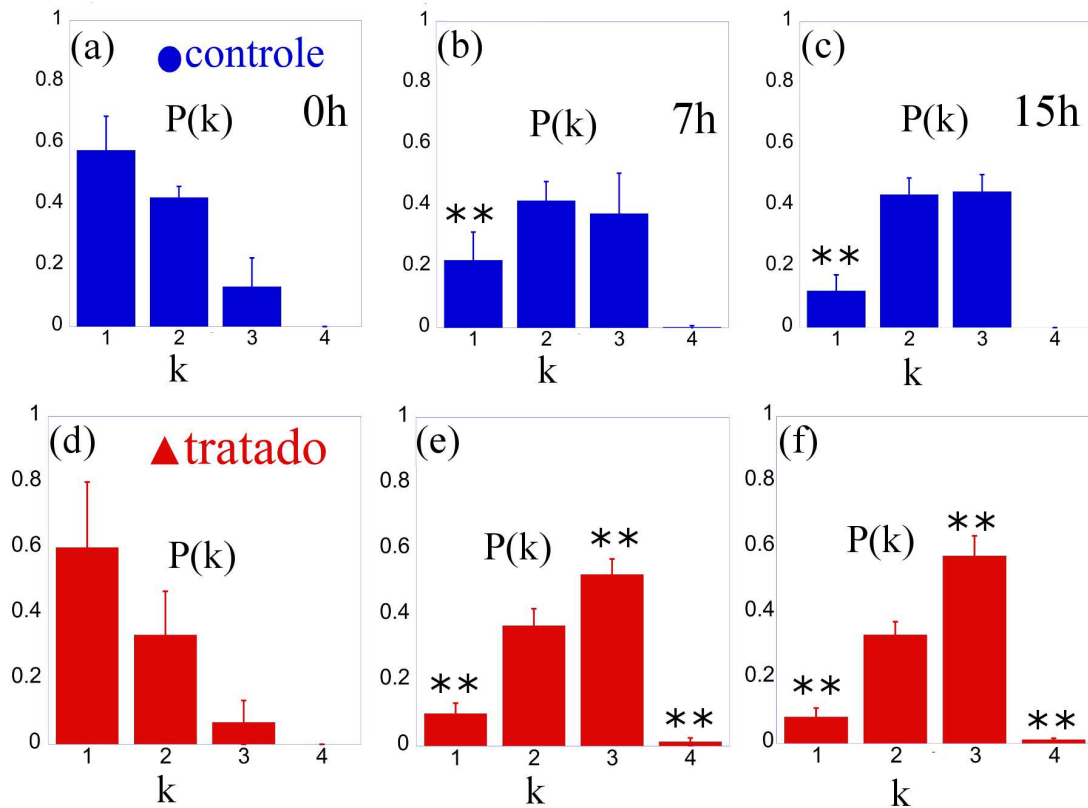 (a) ●controle
P(k) 0h
1
0.8
0.6
0.4
0.2
0
1 2 3 4
k
(b)
P(k) 7h
**
1
0.8
0.6
0.4
0.2
0
1 2 3 4
k
(c)
P(k) 15h
**
1
0.8
0.6
0.4
0.2
0
1 2 3 4
k
(d) ▲tratado
P(k)
1
0.8
0.6
0.4
0.2
0
1 2 3 4
k
(e)
P(k) **
**
**
1
0.8
0.6
0.4
0.2
0
1 2 3 4
k
(f)
**
P(k)
**
**
1
0.8
0.6
0.4
0.2
0
1 2 3 4
k